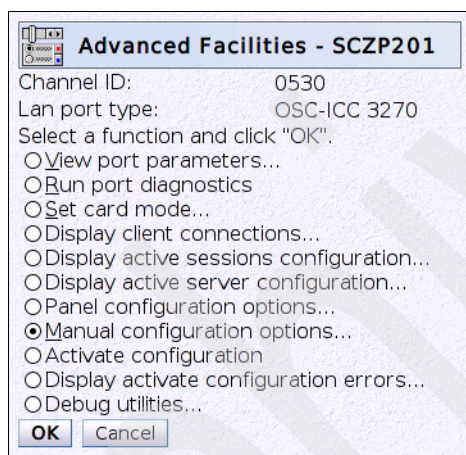 Advanced Facilities - SCZP201
Channel ID: 0530
Lan port type: OSC-ICC 3270
Select a function and click "OK".
View port parameters...
Run port diagnostics
Set card mode...
Display client connections...
Display active sessions configuration...
Display active server configuration...
Panel configuration options...
Manual configuration options...
Activate configuration
Display activate configuration errors...
Debug utilities...
OK Cancel